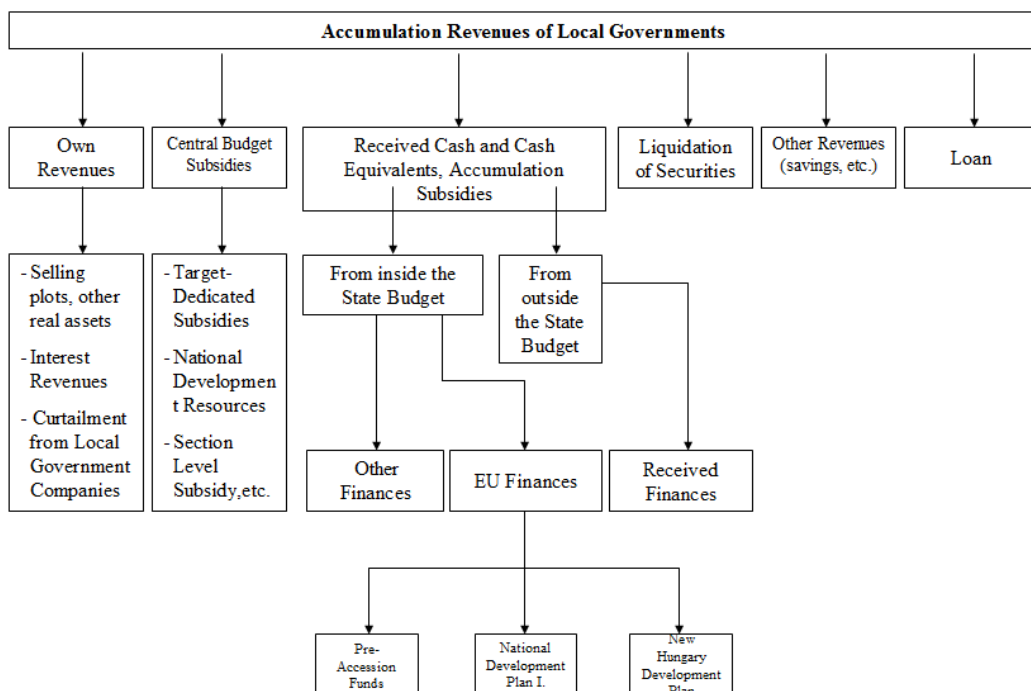 Accumulation Revenues of Local Governments
Own
Revenues
Central Budget
Subsidies
Received Cash and Cash
Equivalents, Accumulation
Subsidies
Liquidation
of Securities
Other Revenues
(savings, etc.)
Loan
- Selling
plots, other
real assets
- Interest
Revenues
- Curtailment
from Local
Government
Companies
- Target-
Dedicated
Subsidies
- National
Developmen
t Resources
- Section
Level
Subsidy,etc.
From inside the
State Budget
From
outside
the State
Budget
Other
Finances
EU Finances
Received
Finances
Pre-
Accession
Funds
National
Development
Plan I.
New
Hungary
Development
Plan